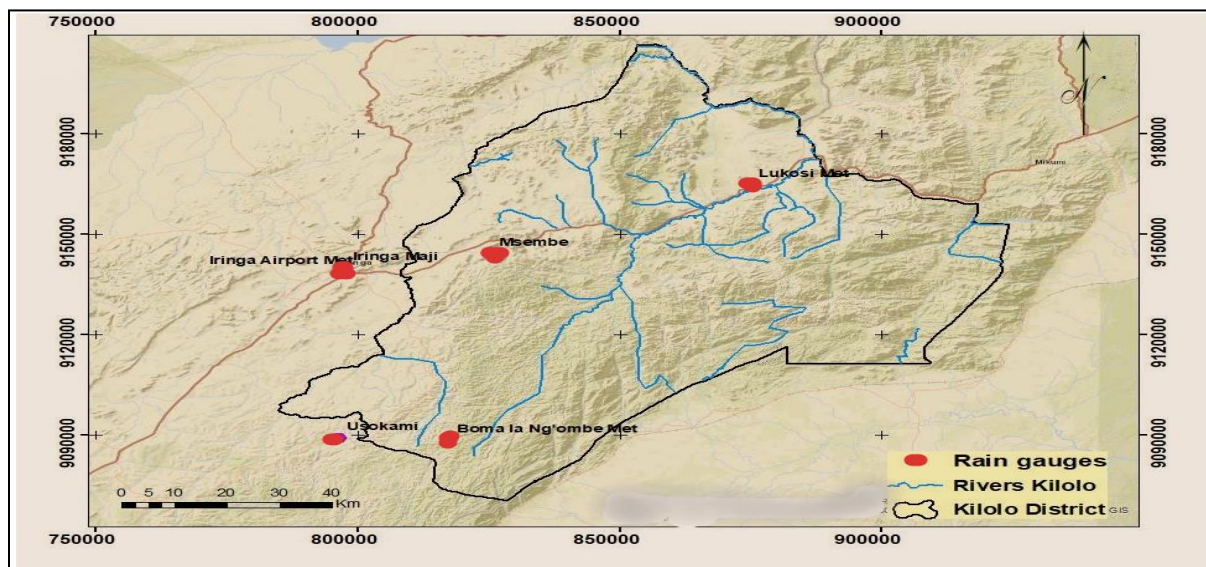 750000 800000 850000 900000
N
9180000 9180000
Mikumi
Lukosi Met
9150000 9150000
Msembe
Iringa Airport Met Iringa Maji
9120000 9120000
Usokami
Boma la Ng'ombe Met
9090000 9090000
Rain gauges
Rivers Kilolo
Kilolo District
GIS
0 5 10 20 30 40
Km
750000 800000 850000 900000